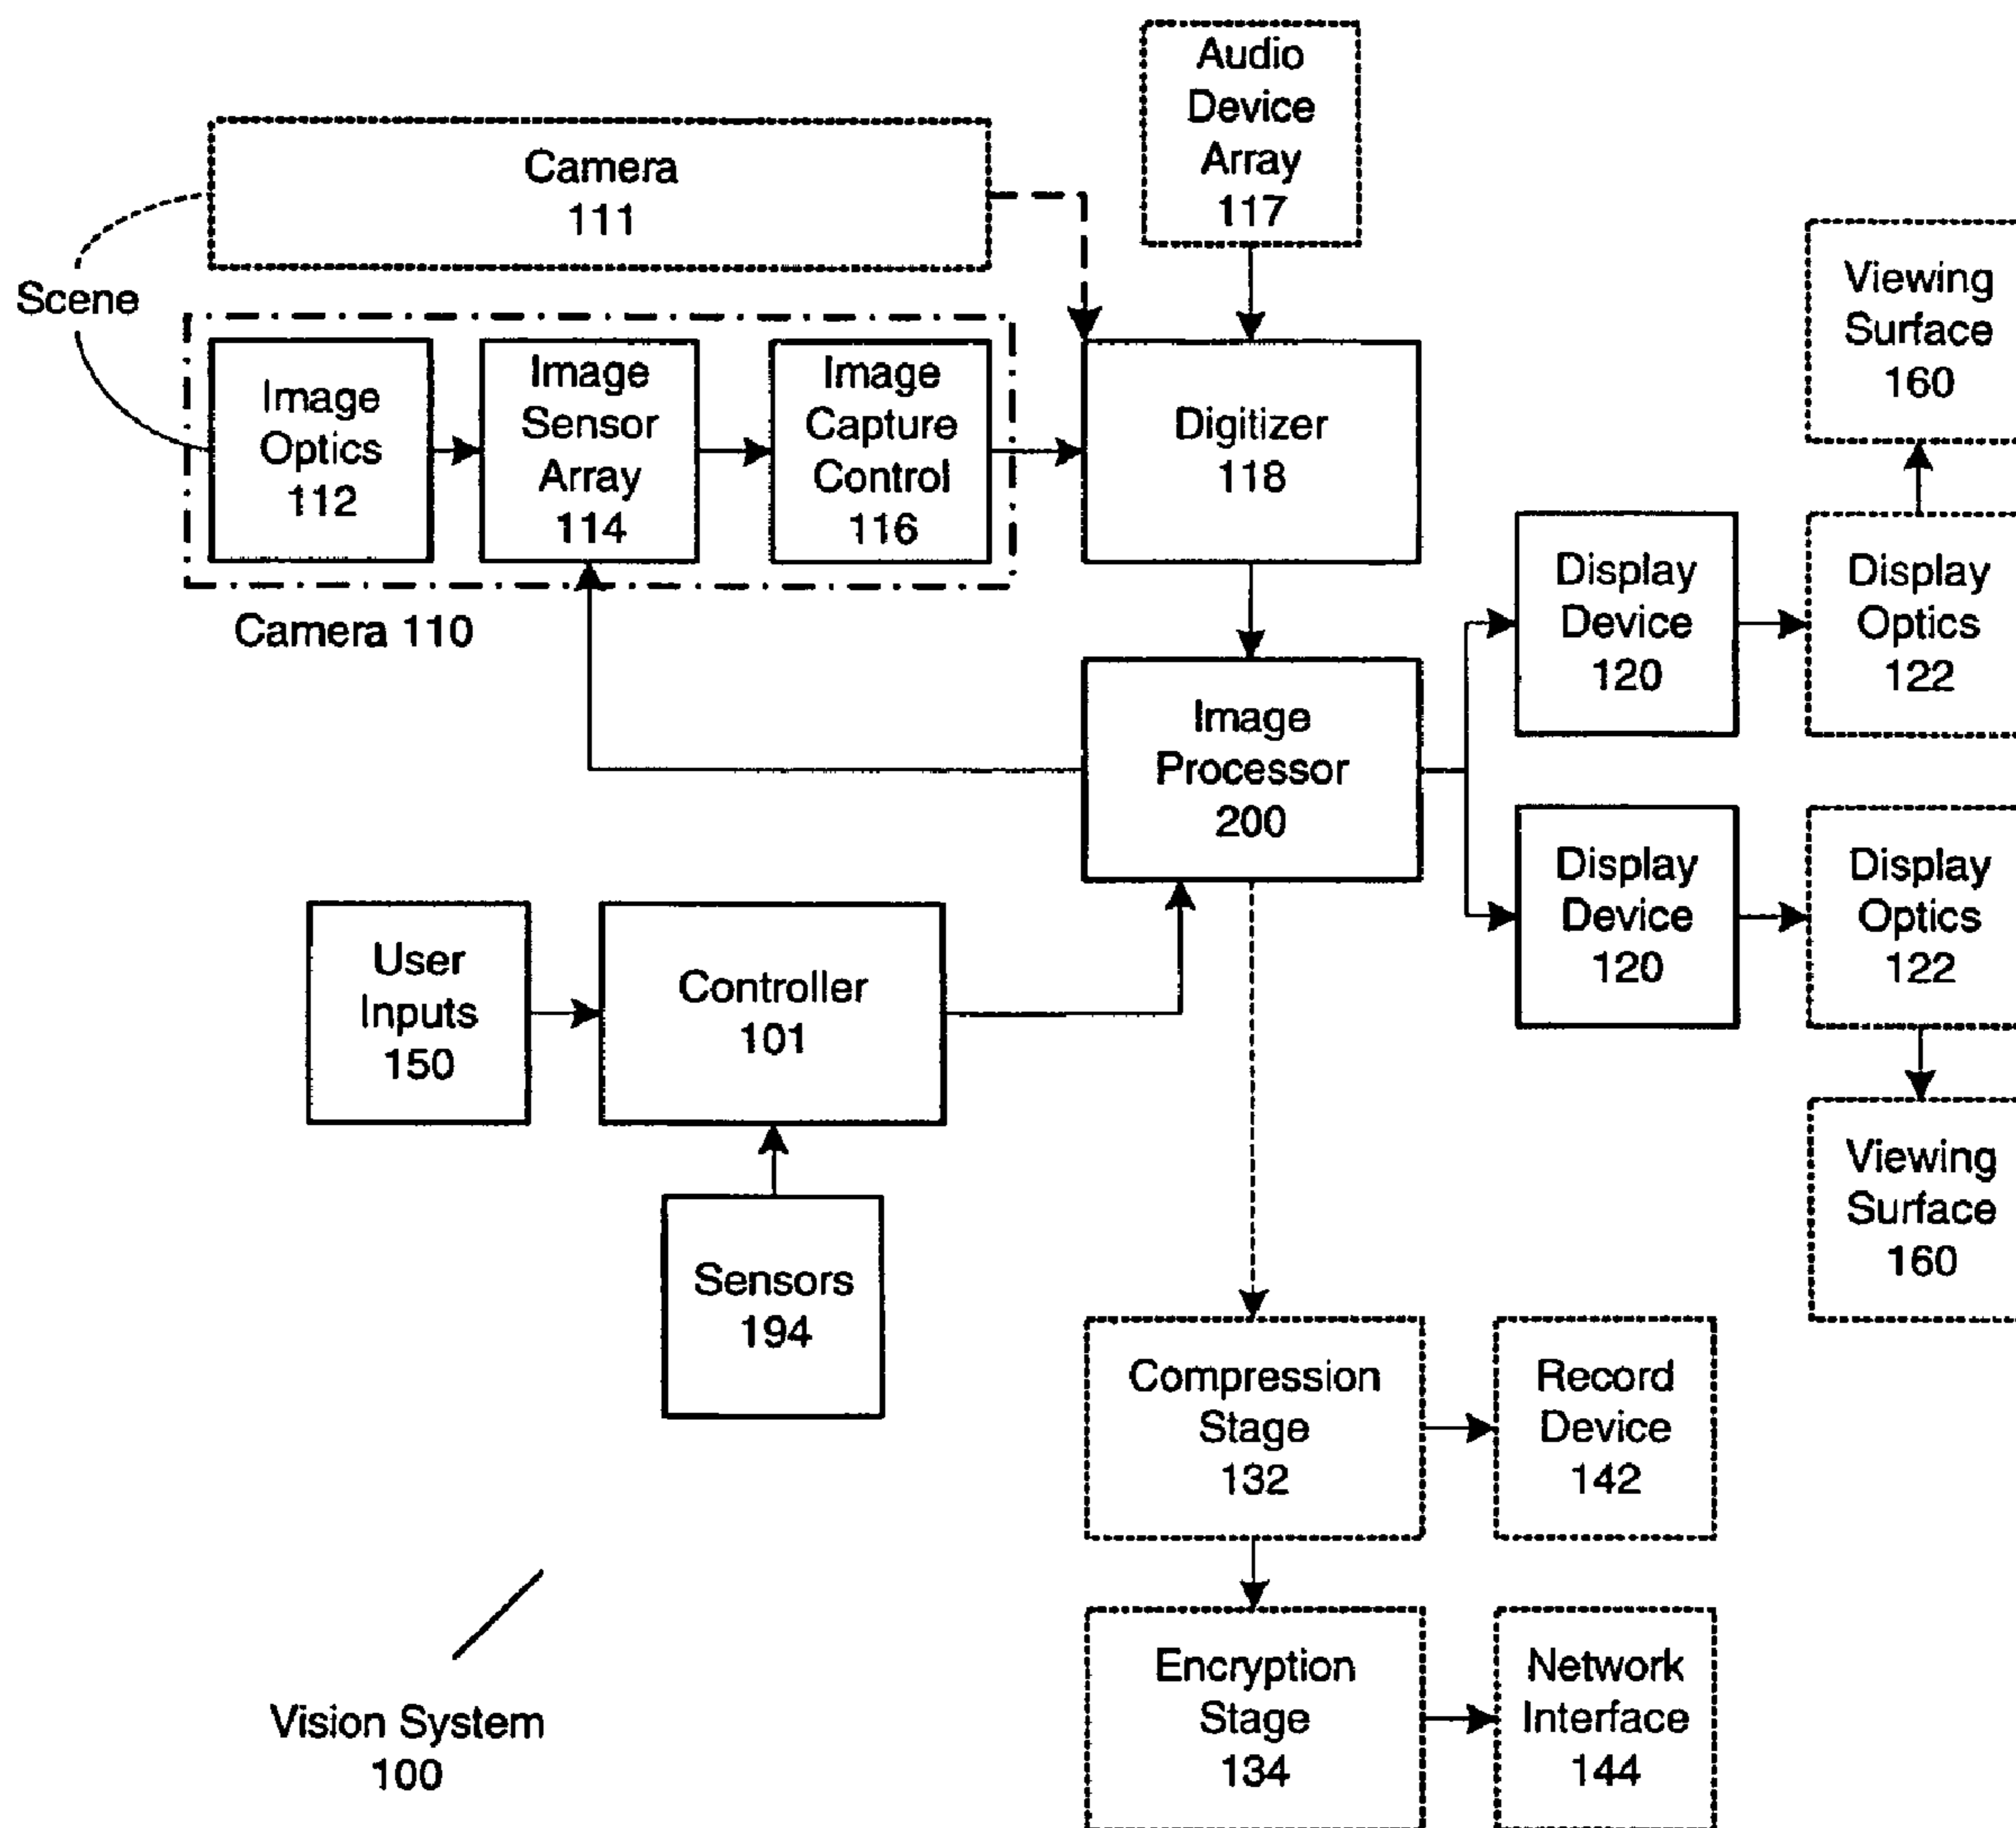 Audio
Device
Array
117
Camera
111
Scene
Viewing
Surface
160
Image
Optics
112
Image
Sensor
Array
114
Image
Capture
Control
116
Digitizer
118
Camera 110
Display
Device
120
Display
Optics
122
Image
Processor
200
Display
Device
120
Display
Optics
122
User
Inputs
150
Controller
101
Viewing
Surface
160
Sensors
194
Compression
Stage
132
Record
Device
142
Encryption
Stage
134
Network
Interface
144
Vision System
100